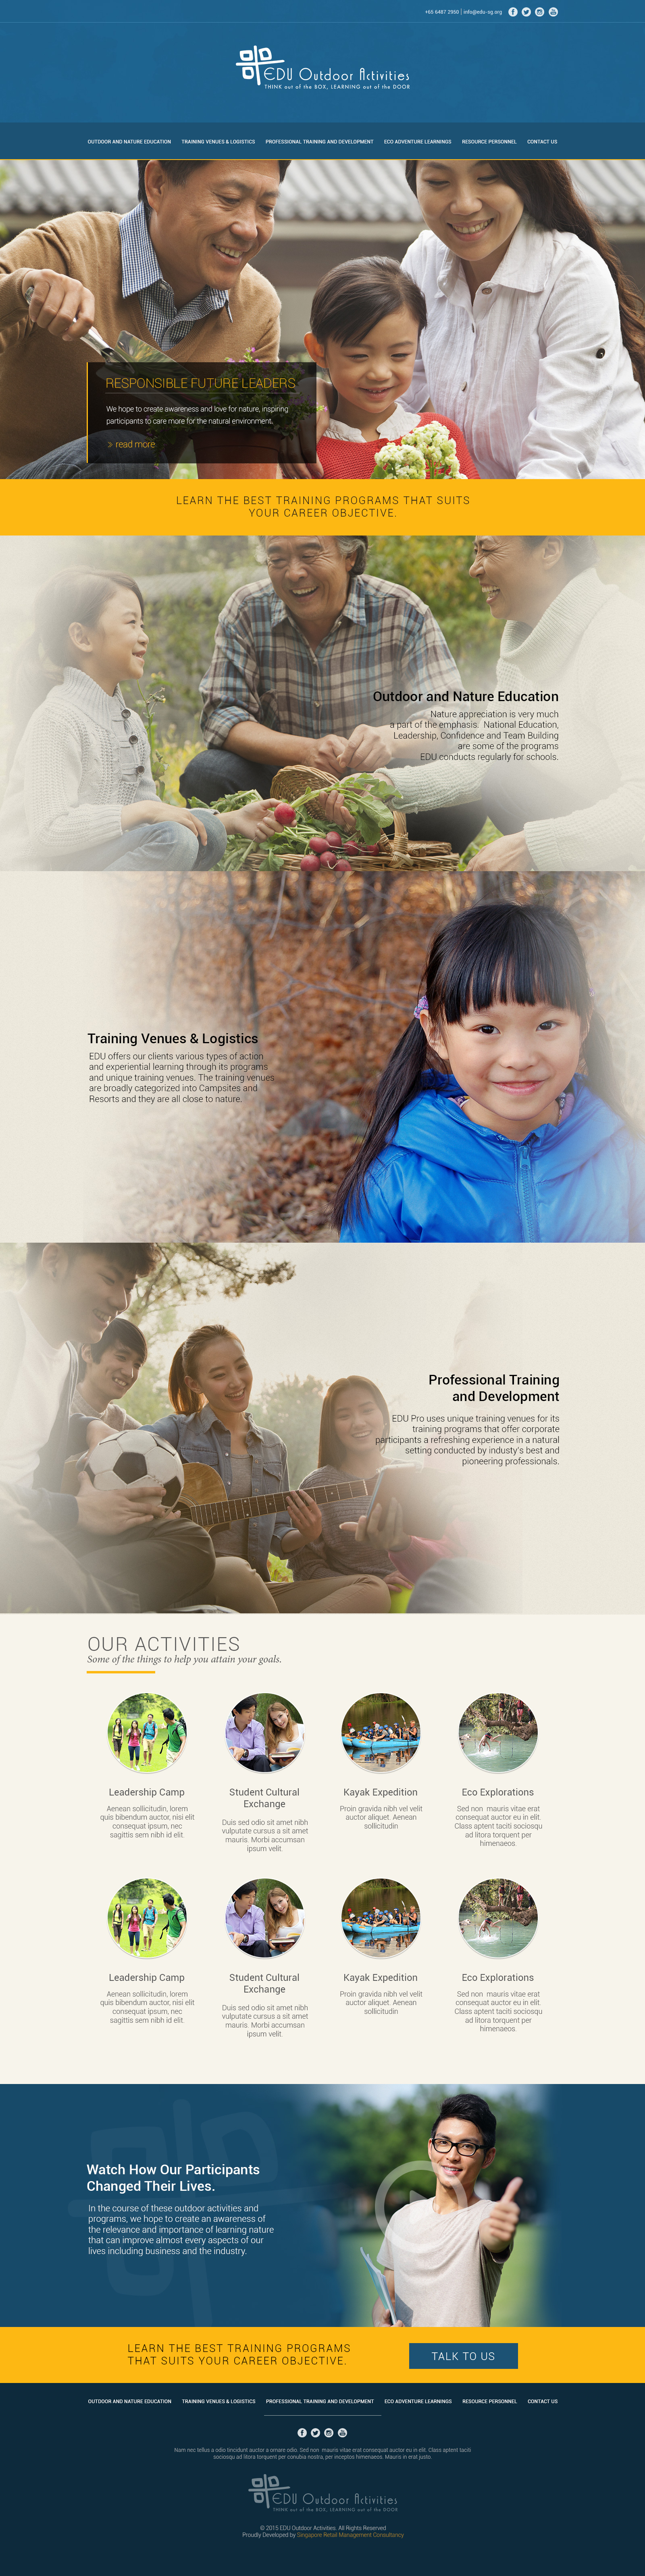 +65 6487 2950 | info@edu-sg.org
EDU Outdoor Activities
THINK out of the BOX, LEARNING out of the DOOR
OUTDOOR AND NATURE EDUCATION TRAINING VENUES & LOGISTICS PROFESSIONAL TRAINING AND DEVELOPMENT ECO ADVENTURE LEARNINGS RESOURCE PERSONNEL CONTACT US
RESPONSIBLE FUTURE LEADERS
We hope to create awareness and love for nature, inspiring
participants to care more for the natural environment.
> read more
LEARN THE BEST TRAINING PROGRAMS THAT SUITS
YOUR CAREER OBJECTIVE.
Outdoor and Nature Education
Nature appreciation is very much
a part of the emphasis. National Education,
Leadership, Confidence and Team Building
are some of the programs
EDU conducts regularly for schools.
Training Venues & Logistics
EDU offers our clients various types of action
and experiential learning through its programs
and unique training venues. The training venues
are broadly categorized into Campsites and
Resorts and they are all close to nature.
Professional Training
and Development
EDU Pro uses unique training venues for its
training programs that offer corporate
participants a refreshing experience in a natural
setting conducted by industy's best and
pioneering professionals.
OUR ACTIVITIES
Some of the things to help you attain your goals.
Leadership Camp
Aenean sollicitudin, lorem
quis bibendum auctor, nisi elit
consequat ipsum, nec
sagittis sem nibh id elit.
Student Cultural
Exchange
Duis sed odio sit amet nibh
vulputate cursus a sit amet
mauris. Morbi accumsan
ipsum velit.
Kayak Expedition
Proin gravida nibh vel velit
auctor aliquet. Aenean
sollicitudin
Eco Explorations
Sed non mauris vitae erat
consequat auctor eu in elit.
Class aptent taciti sociosqu
ad litora torquent per
himenaeos.
Leadership Camp
Aenean sollicitudin, lorem
quis bibendum auctor, nisi elit
consequat ipsum, nec
sagittis sem nibh id elit.
Student Cultural
Exchange
Duis sed odio sit amet nibh
vulputate cursus a sit amet
mauris. Morbi accumsan
ipsum velit.
Kayak Expedition
Proin gravida nibh vel velit
auctor aliquet. Aenean
sollicitudin
Eco Explorations
Sed non mauris vitae erat
consequat auctor eu in elit.
Class aptent taciti sociosqu
ad litora torquent per
himenaeos.
Watch How Our Participants
Changed Their Lives.
In the course of these outdoor activities and
programs, we hope to create an awareness of
the relevance and importance of learning nature
that can improve almost every aspects of our
lives including business and the industry.
LEARN THE BEST TRAINING PROGRAMS
THAT SUITS YOUR CAREER OBJECTIVE.
TALK TO US
OUTDOOR AND NATURE EDUCATION TRAINING VENUES & LOGISTICS PROFESSIONAL TRAINING AND DEVELOPMENT ECO ADVENTURE LEARNINGS RESOURCE PERSONNEL CONTACT US
Nam nec tellus a odio tincidunt auctor a ornare odio. Sed non mauris vitae erat consequat auctor eu in elit. Class aptent taciti
sociosqu ad litora torquent per conubia nostra, per inceptos himenaeos. Mauris in erat justo.
EDU Outdoor Activities
THINK out of the BOX, LEARNING out of the DOOR
© 2015 EDU Outdoor Activities. All Rights Reserved
Proudly Developed by Singapore Retail Management Consultancy